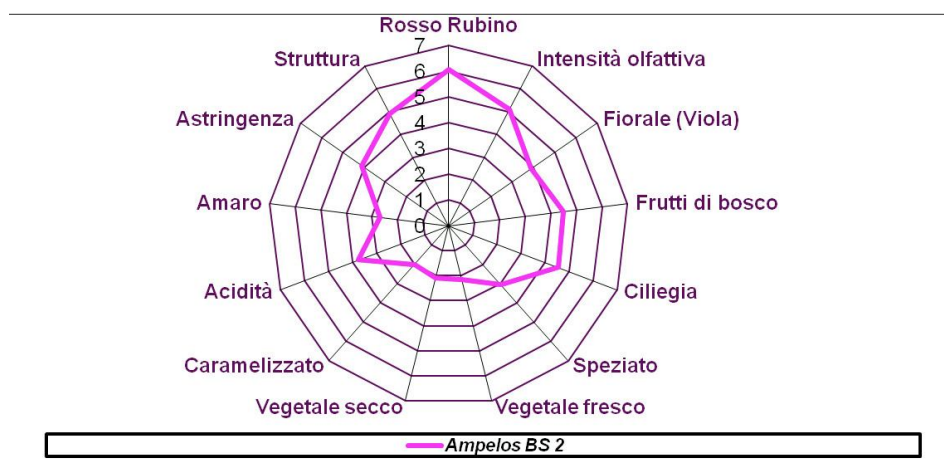 Rosso Rubino
7
Struttura
Intensità olfattiva
6
5
Astringenza
Fiorale (Viola)
4
3
2
Amaro
Frutti di bosco
1
0
Acidità
Ciliegia
Caramelizzato
Speziato
Vegetale secco
Vegetale fresco
Ampelos BS 2